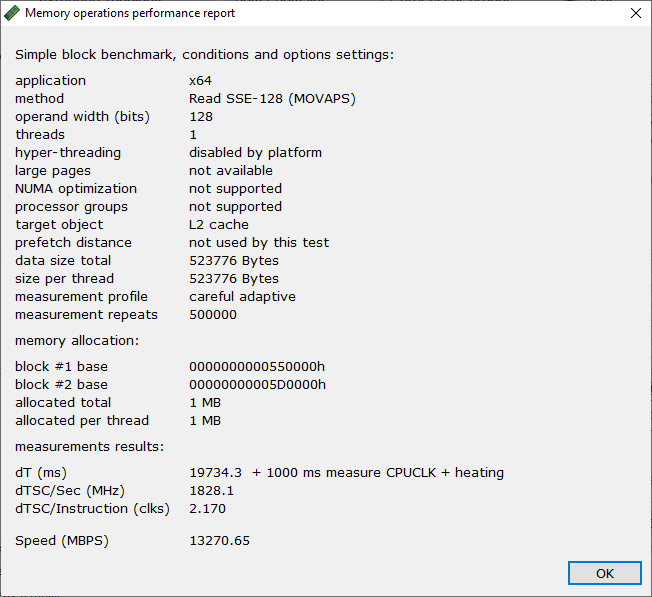 Memory operations performance report
Simple block benchmark, conditions and options settings:
application x64
method Read SSE-128 (MOVAPS)
operand width (bits) 128
threads 1
hyper-threading disabled by platform
large pages not available
NUMA optimization not supported
processor groups not supported
target object L2 cache
prefetch distance not used by this test
data size total 523776 Bytes
size per thread 523776 Bytes
measurement profile careful adaptive
measurement repeats 500000
memory allocation:
block #1 base 0000000000550000h
block #2 base 00000000005D0000h
allocated total 1 MB
allocated per thread 1 MB
measurements results:
dT (ms) 19734.3 + 1000 ms measure CPUCLK + heating
dTSC/Sec (MHz) 1828.1
dTSC/Instruction (clks) 2.170
Speed (MBPS) 13270.65
OK